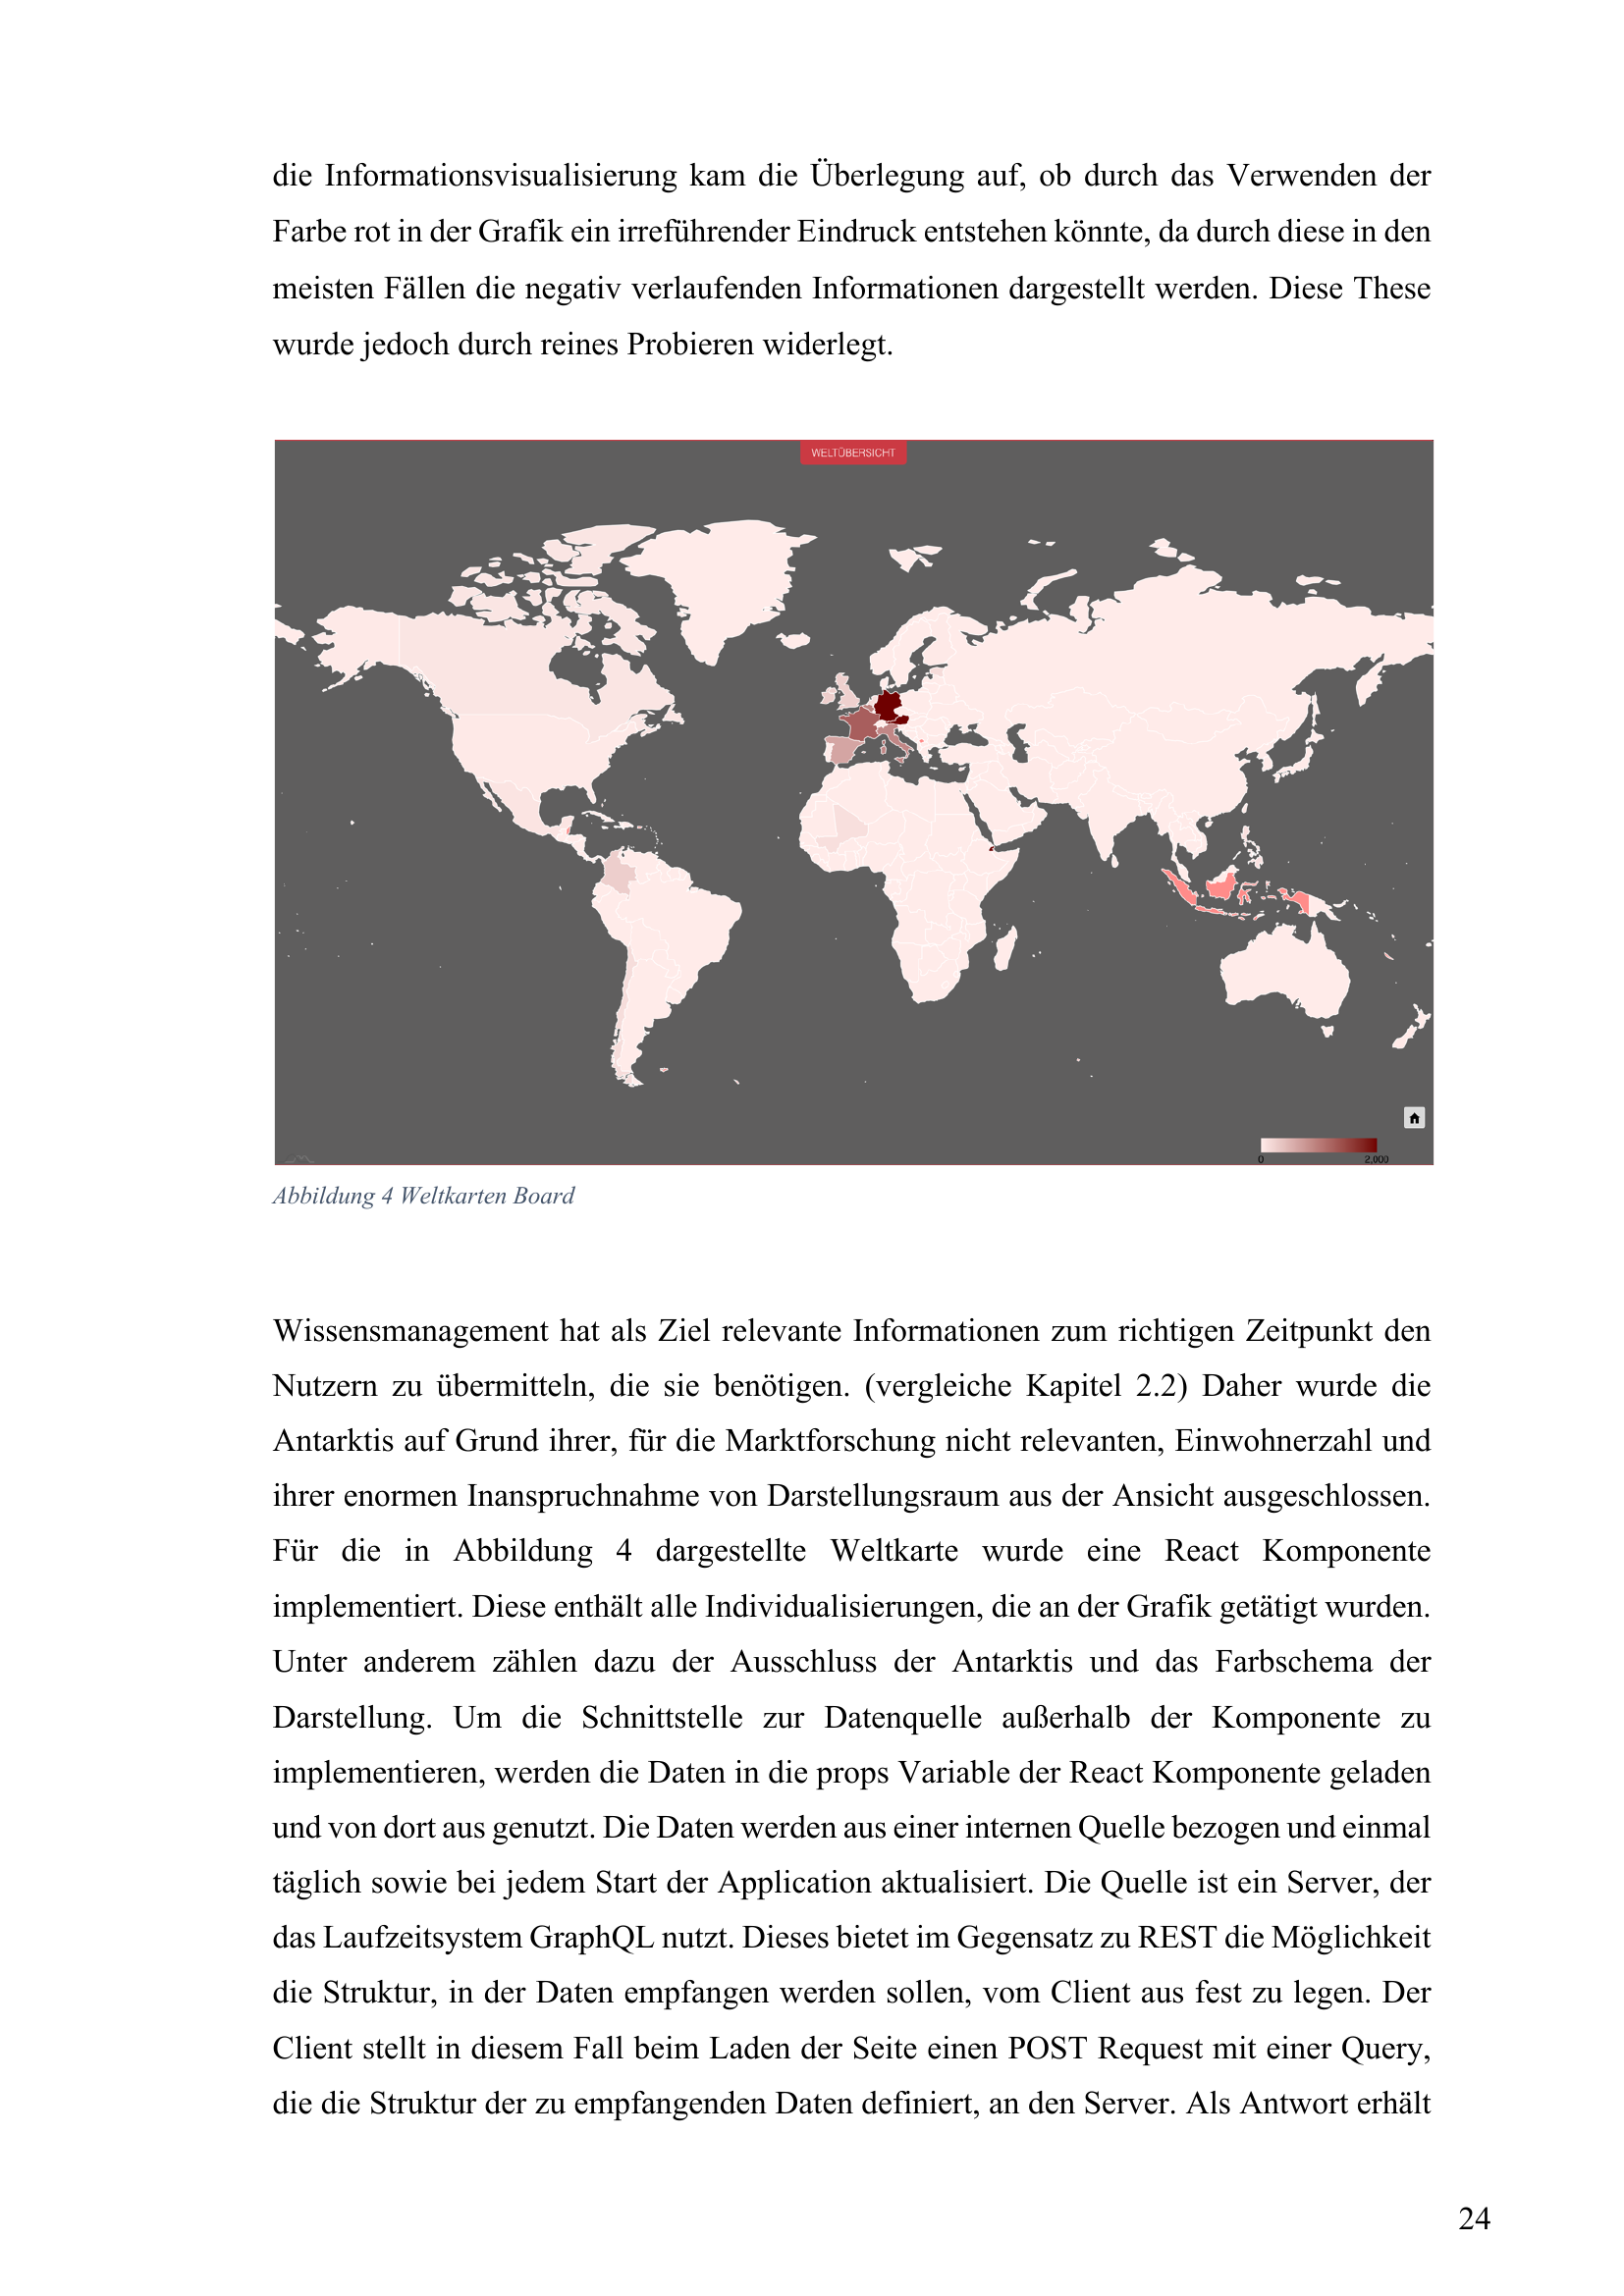 die Informationsvisualisierung kam die Überlegung auf, ob durch das Verwenden der
Farbe rot in der Grafik ein irreführender Eindruck entstehen könnte, da durch diese in den
meisten Fällen die negativ verlaufenden Informationen dargestellt werden. Diese These
wurde jedoch durch reines Probieren widerlegt.
WELTÜBERSICHT
0 2,000
Abbildung 4 Weltkarten Board
Wissensmanagement hat als Ziel relevante Informationen zum richtigen Zeitpunkt den
Nutzern zu übermitteln, die sie benötigen. (vergleiche Kapitel 2.2) Daher wurde die
Antarktis auf Grund ihrer, für die Marktforschung nicht relevanten, Einwohnerzahl und
ihrer enormen Inanspruchnahme von Darstellungsraum aus der Ansicht ausgeschlossen.
Für die in Abbildung 4 dargestellte Weltkarte wurde eine React Komponente
implementiert. Diese enthält alle Individualisierungen, die an der Grafik getätigt wurden.
Unter anderem zählen dazu der Ausschluss der Antarktis und das Farbschema der
Darstellung. Um die Schnittstelle zur Datenquelle außerhalb der Komponente zu
implementieren, werden die Daten in die props Variable der React Komponente geladen
und von dort aus genutzt. Die Daten werden aus einer internen Quelle bezogen und einmal
täglich sowie bei jedem Start der Application aktualisiert. Die Quelle ist ein Server, der
das Laufzeitsystem GraphQL nutzt. Dieses bietet im Gegensatz zu REST die Möglichkeit
die Struktur, in der Daten empfangen werden sollen, vom Client aus fest zu legen. Der
Client stellt in diesem Fall beim Laden der Seite einen POST Request mit einer Query,
die die Struktur der zu empfangenden Daten definiert, an den Server. Als Antwort erhält
24